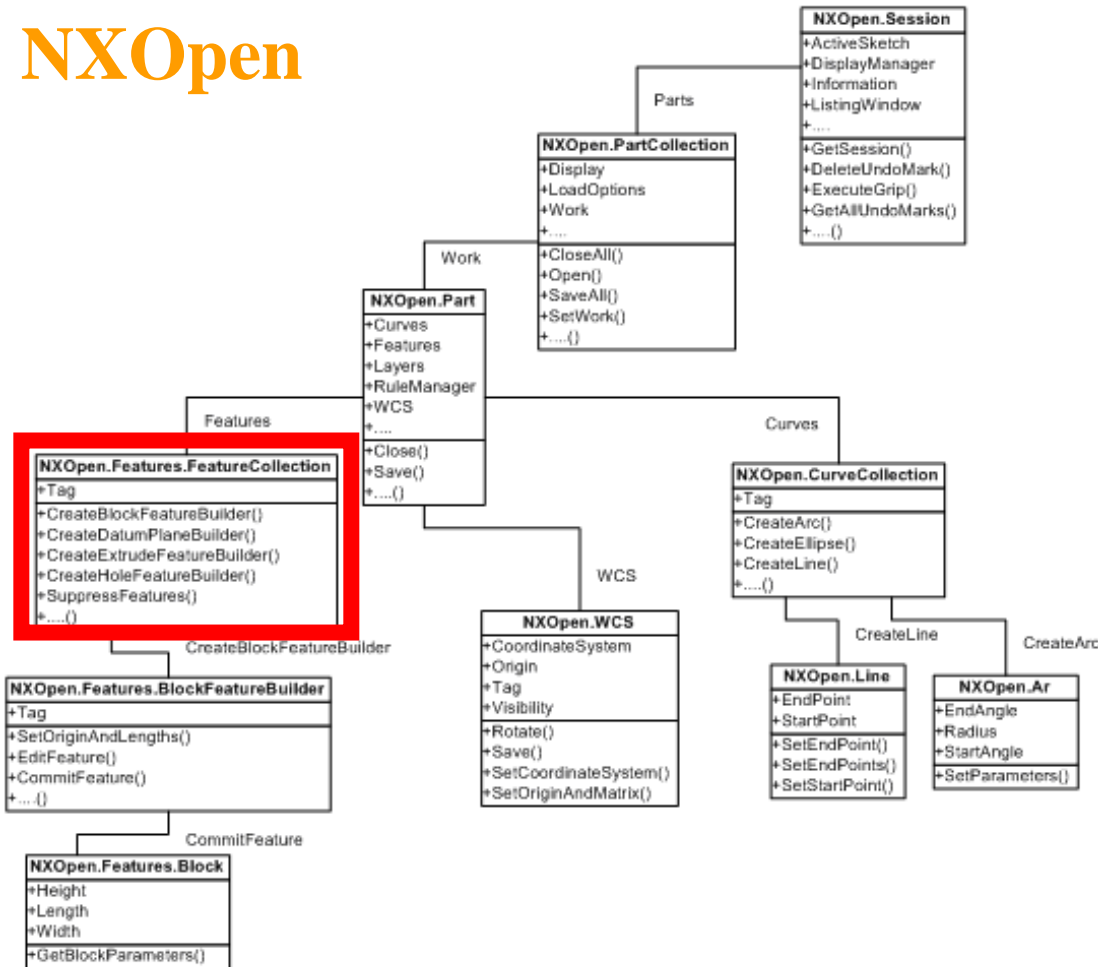 NXOpen
NXOpen.Session
+ActiveSketch
+DisplayManager
+Information
+ListingWindow
+....
+GetSession()
+DeleteUndoMark()
+ExecuteGrip()
+GetAllUndoMarks()
+....()
Parts
NXOpen.PartCollection
+Display
+LoadOptions
+Work
+....
+CloseAll()
+Open()
+SaveAll()
+SetWork()
+....()
Work
NXOpen.Part
+Curves
+Features
+Layers
+RuleManager
+WCS
+....
+Close()
+Save()
+....()
Features
Curves
NXOpen.Features.FeatureCollection
+Tag
+CreateBlockFeatureBuilder()
+CreateDatumPlaneBuilder()
+CreateExtrudeFeatureBuilder()
+CreateHoleFeatureBuilder()
+SuppressFeatures()
+....()
NXOpen.CurveCollection
+Tag
+CreateArc()
+CreateEllipse()
+CreateLine()
+....()
WCS
CreateBlockFeatureBuilder
CreateLine
CreateArc
NXOpen.Features.BlockFeatureBuilder
+Tag
+SetOriginAndLengths()
+EditFeature()
+CommitFeature()
+....()
NXOpen.WCS
+CoordinateSystem
+Origin
+Tag
+Visibility
+Rotate()
+Save()
+SetCoordinateSystem()
+SetOriginAndMatrix()
NXOpen.Line
+EndPoint
+StartPoint
+SetEndPoint()
+SetEndPoints()
+SetStartPoint()
NXOpen.Ar
+EndAngle
+Radius
+StartAngle
+SetParameters()
CommitFeature
NXOpen.Features.Block
+Height
+Length
+Width
+GetBlockParameters()